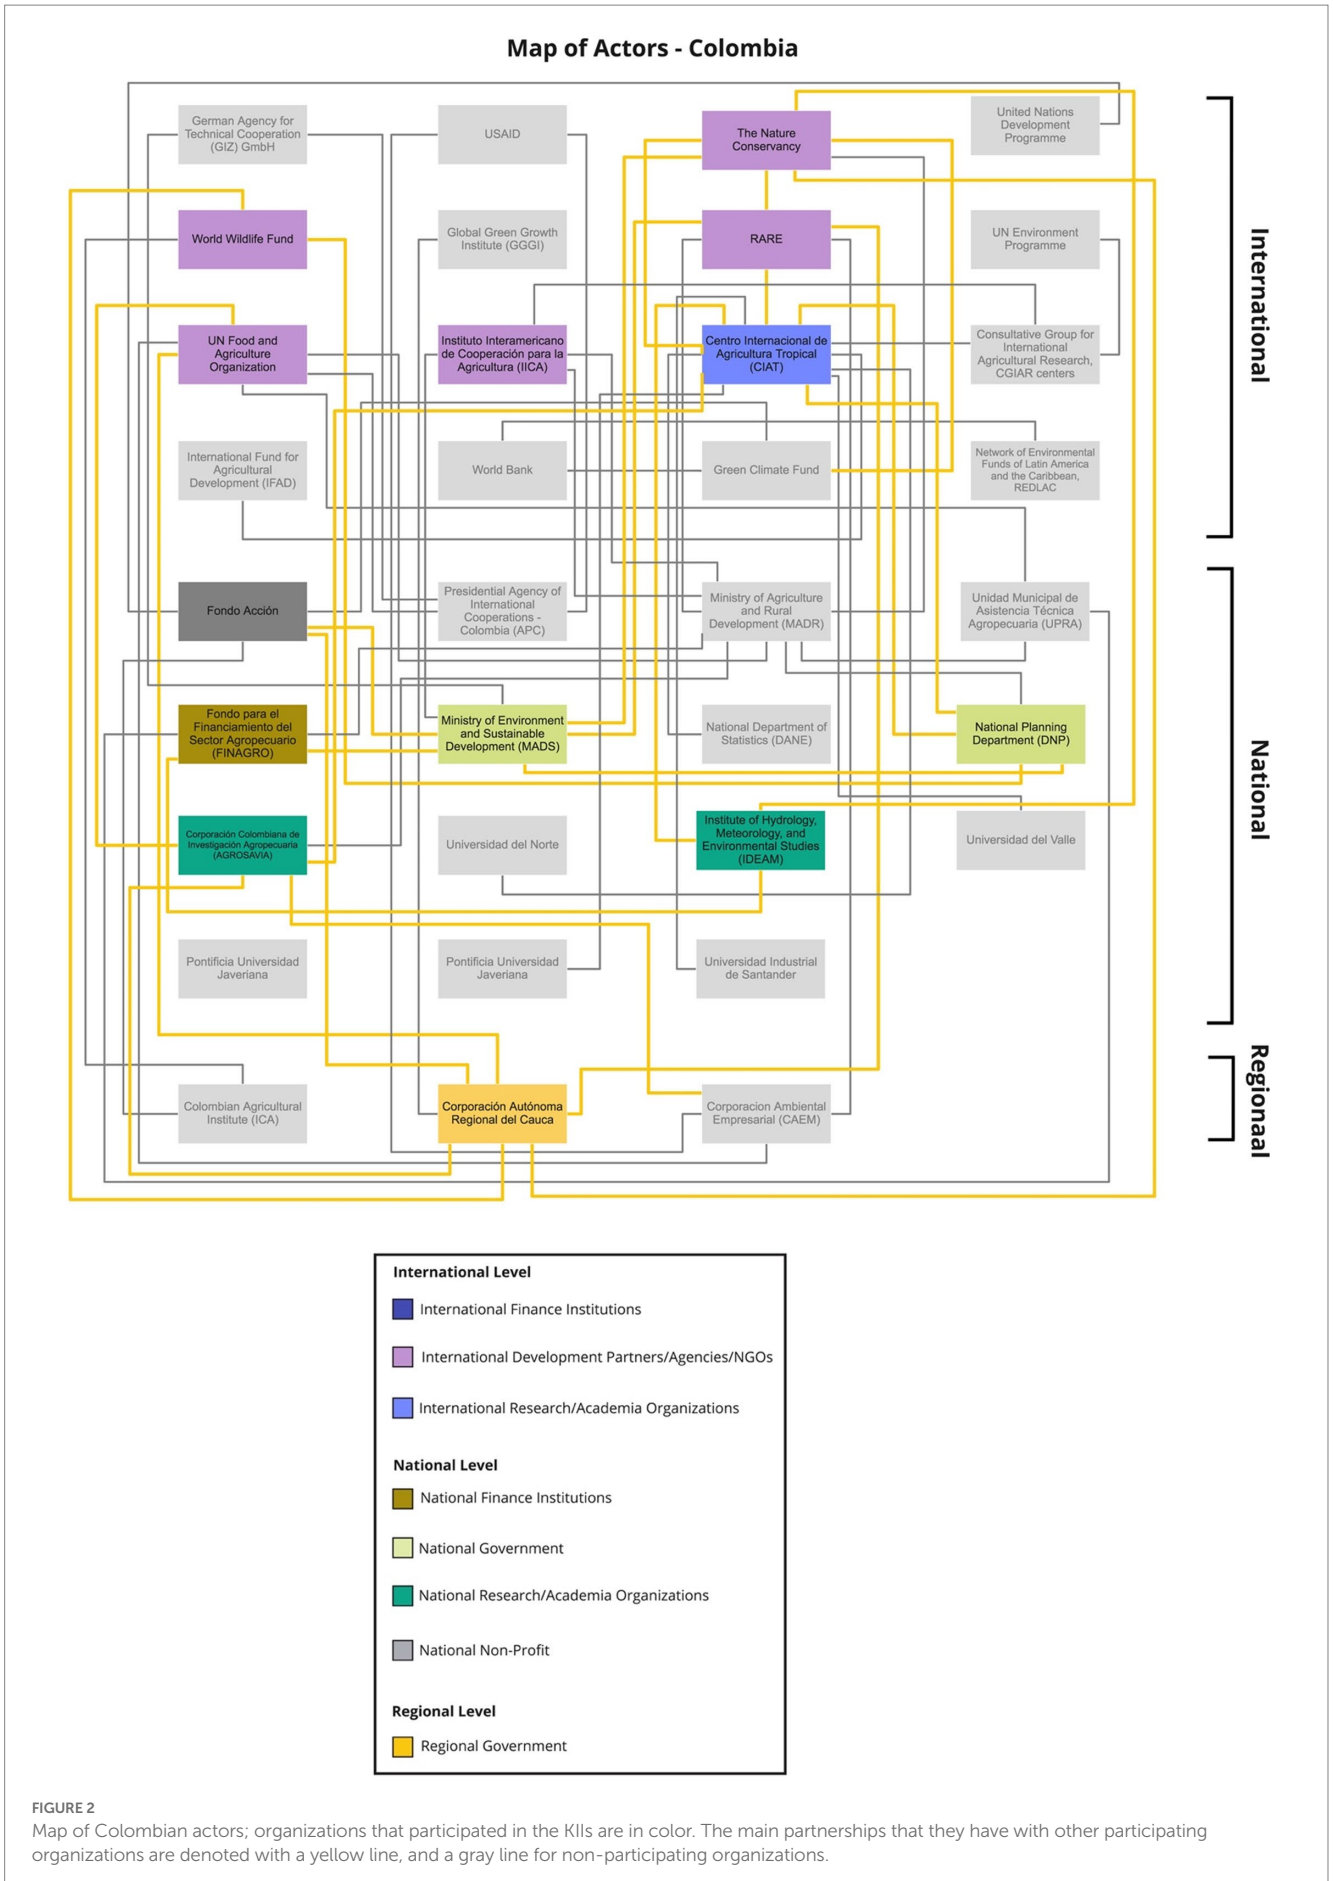 Map of Actors - Colombia
German Agency for
Technical Cooperation
(GIZ) GmbH
USAID
The Nature
Conservancy
United Nations
Development
Programme
World Wildlife Fund
Global Green Growth
Institute (GGGI)
RARE
UN Environment
Programme
UN Food and
Agriculture
Organization
Instituto Interamericano
de Cooperación para la
Agricultura (IICA)
Centro Internacional de
Agricultura Tropical
(CIAT)
Consultative Group for
International
Agricultural Research,
CGIAR centers
International Fund for
Agricultural
Development (IFAD)
World Bank
Green Climate Fund
Network of Environmental
Funds of Latin America
and the Caribbean,
REDLAC
International
Fondo Acción
Presidential Agency of
International
Cooperations -
Colombia (APC)
Ministry of Agriculture
and Rural
Development (MADR)
Unidad Municipal de
Asistencia Técnica
Agropecuaria (UPRA)
Fondo para el
Financiamiento del
Sector Agropecuario
(FINAGRO)
Ministry of Environment
and Sustainable
Development (MADS)
National Department of
Statistics (DANE)
National Planning
Department (DNP)
Corporación Colombiana de
Investigación Agropecuaria
(AGROSAVIA)
Universidad del Norte
Institute of Hydrology,
Meteorology, and
Environmental Studies
(IDEAM)
Universidad del Valle
Pontificia Universidad
Javeriana
Pontificia Universidad
Javeriana
Universidad Industrial
de Santander
National
Colombian Agricultural
Institute (ICA)
Corporación Autónoma
Regional del Cauca
Corporacion Ambiental
Empresarial (CAEM)
Regionaal
International Level
International Finance Institutions
International Development Partners/Agencies/NGOs
International Research/Academia Organizations
National Level
National Finance Institutions
National Government
National Research/Academia Organizations
National Non-Profit
Regional Level
Regional Government
FIGURE 2
Map of Colombian actors; organizations that participated in the KIIs are in color. The main partnerships that they have with other participating
organizations are denoted with a yellow line, and a gray line for non-participating organizations.